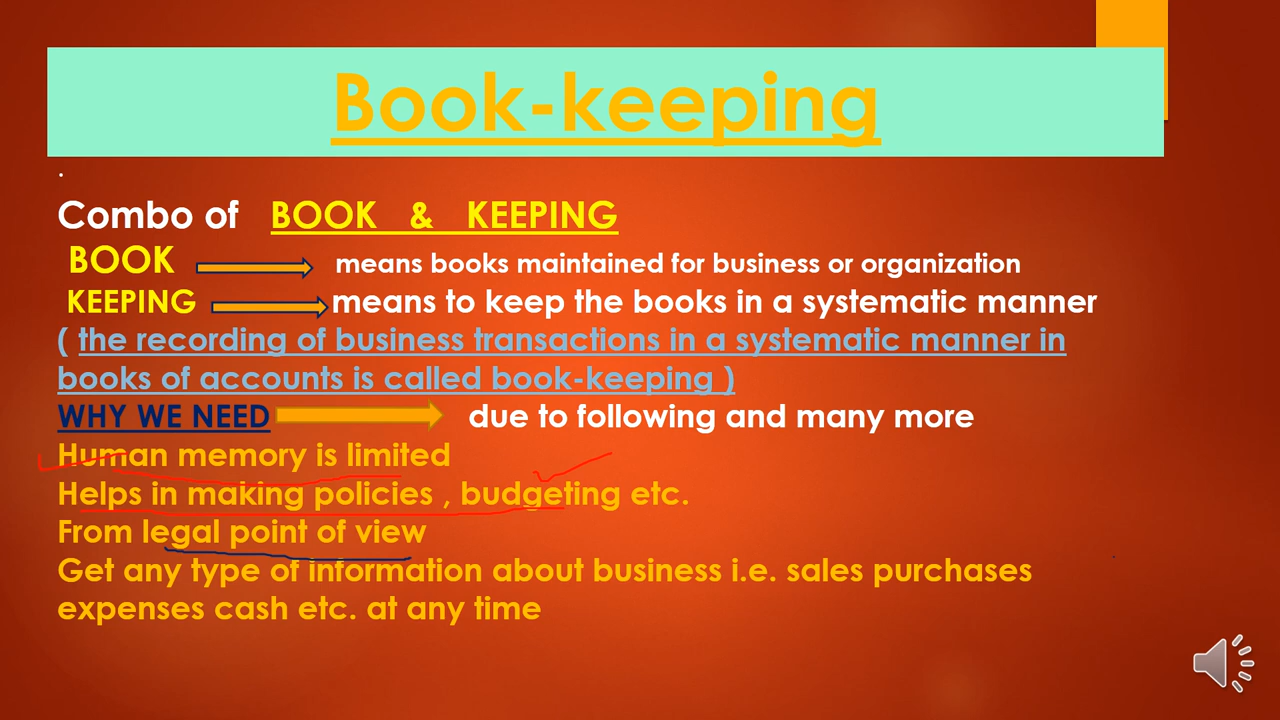 Book-keeping
.
Combo of BOOK & KEEPING
BOOK means books maintained for business or organization
KEEPING means to keep the books in a systematic manner
( the recording of business transactions in a systematic manner in
books of accounts is called book-keeping )
WHY WE NEED due to following and many more
Human memory is limited
Helps in making policies , budgeting etc.
From legal point of view
Get any type of information about business i.e. sales purchases
expenses cash etc. at any time